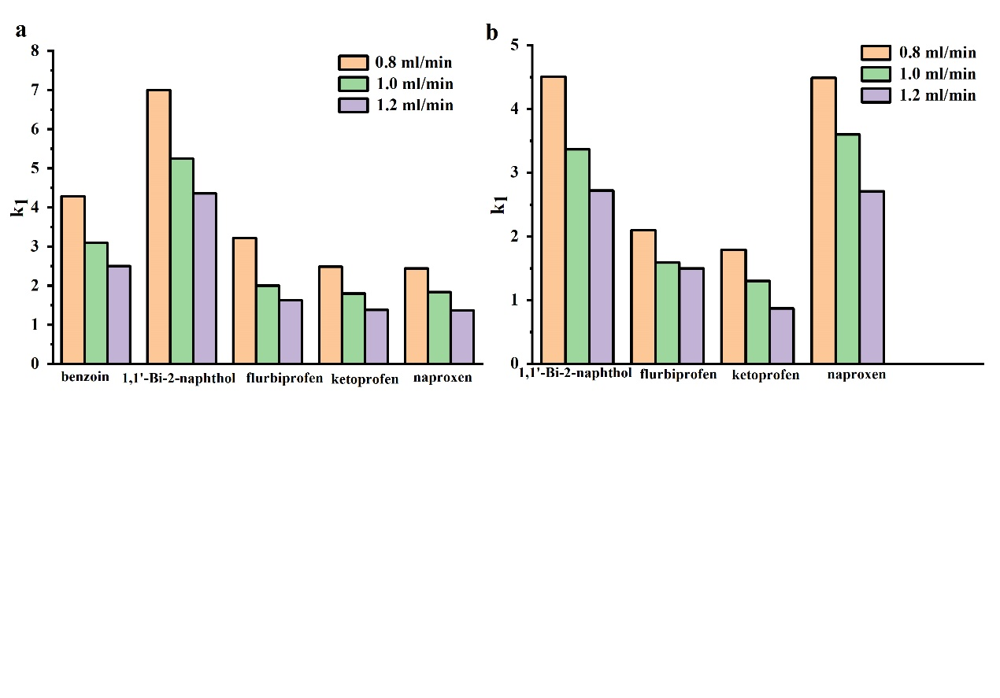 a
8
7
6
5
4
3
2
1
0
k1
0.8 ml/min
1.0 ml/min
1.2 ml/min
benzoin
1,1'-Bi-2-naphthol
flurbiprofen
ketoprofen
naproxen
b
5
4
3
2
1
0
k1
0.8 ml/min
1.0 ml/min
1.2 ml/min
1,1'-Bi-2-naphthol
flurbiprofen
ketoprofen
naproxen